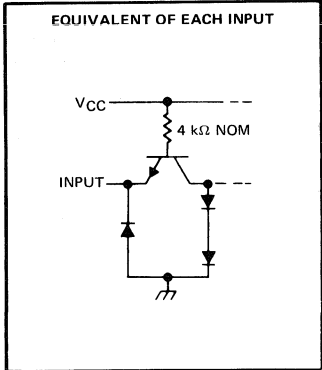 EQUIVALENT OF EACH INPUT
VCC
4 kΩ NOM
INPUT